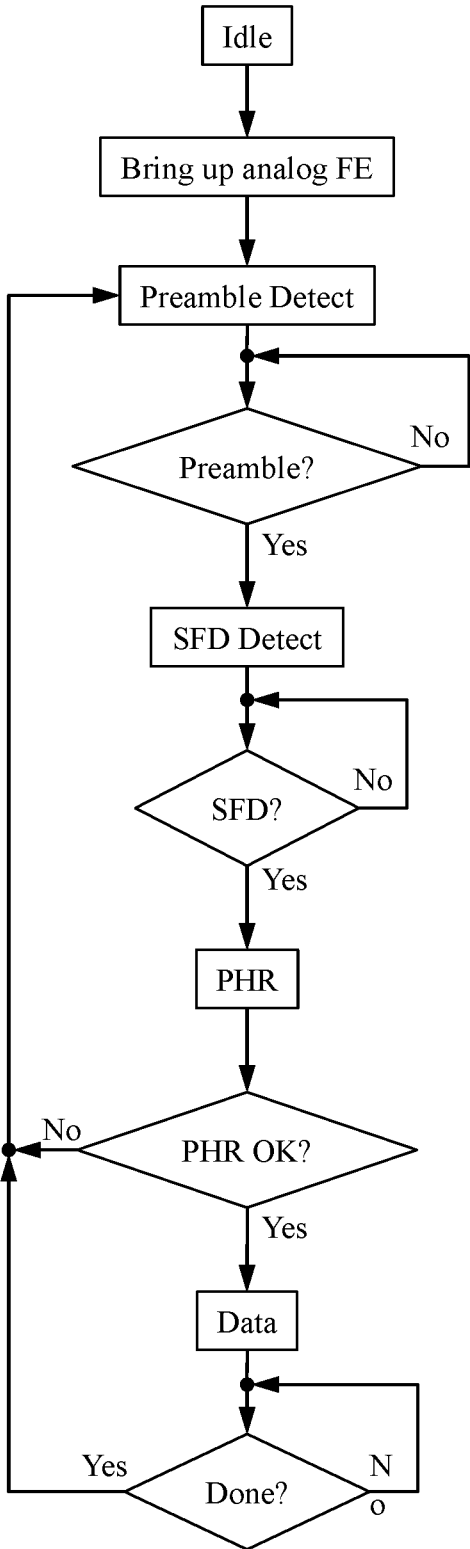 Idle
Bring up analog FE
Preamble Detect
No
Preamble?
Yes
SFD Detect
No
SFD?
Yes
PHR
No
PHR OK?
Yes
Data
Yes
N
o
Done?